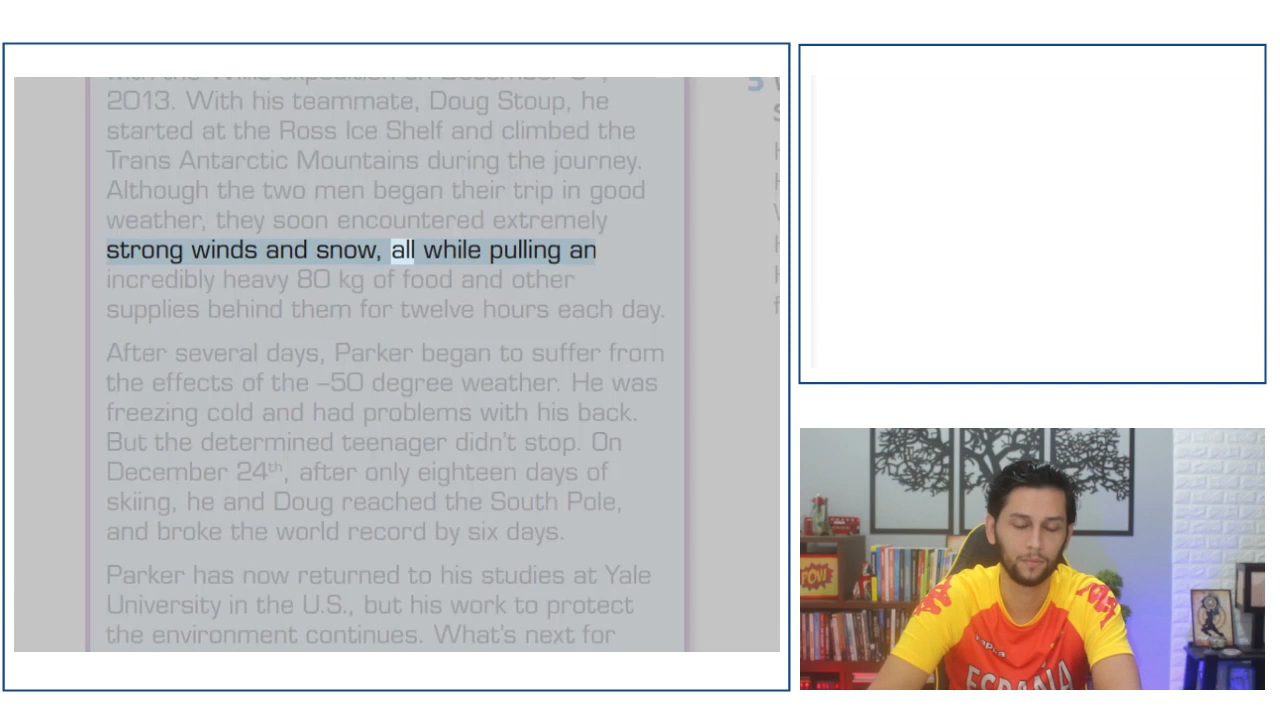 2013. With his teammate, Doug Stoup, he
started at the Ross Ice Shelf and climbed the
Trans Antarctic Mountains during the journey.
Although the two men began their trip in good
weather, they soon encountered extremely
strong winds and snow, all while pulling an
incredibly heavy 80 kg of food and other
supplies behind them for twelve hours each day.
After several days, Parker began to suffer from
the effects of the –50 degree weather. He was
freezing cold and had problems with his back.
But the determined teenager didn't stop. On
December 24th, after only eighteen days of
skiing, he and Doug reached the South Pole,
and broke the world record by six days.
Parker has now returned to his studies at Yale
University in the U.S., but his work to protect
the environment continues. What's next for
5
POW
Kappa
ESPAÑA